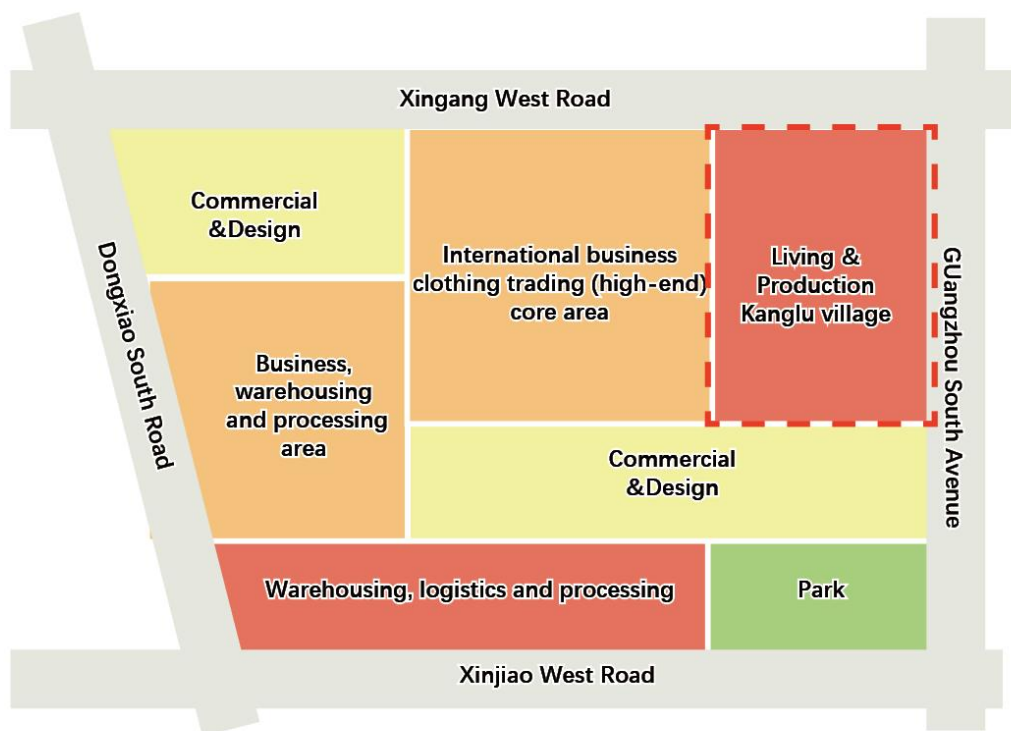 Xingang West Road
Commercial
&Design
International business
clothing trading (high-end)
core area
Living &
Production
Kanglu village
Dongxiao South Road
GUangzhou South Avenue
Business,
warehousing
and processing
area
Commercial
&Design
Warehousing, logistics and processing
Park
Xinjiao West Road